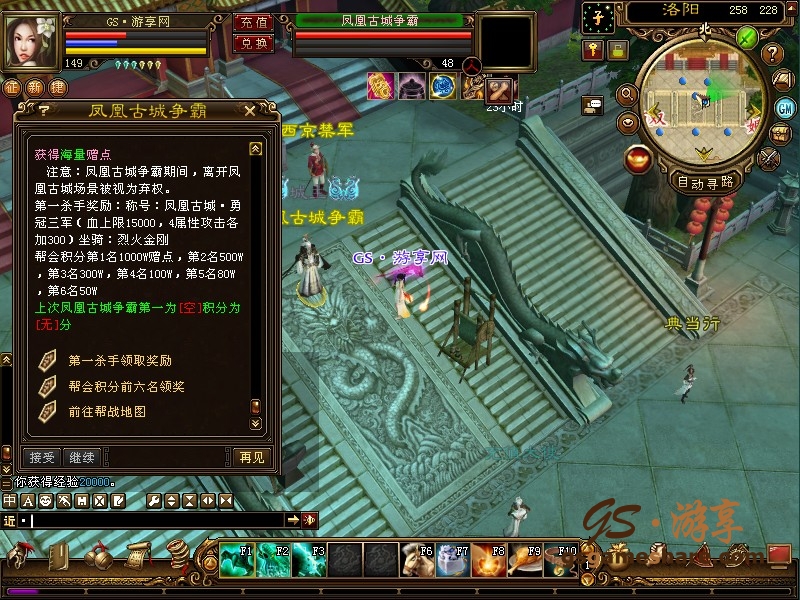 GS·游享网
充值
兑换
149
征 新 捷
凤凰古城争霸
48
23小时
洛阳 258 228
北
GM
自动寻路
? 凤凰古城争霸 X
获得海量赠点
注意：凤凰古城争霸期间，离开凤
凰古城场景被视为弃权。
第一杀手奖励：称号：凤凰古城·勇
冠三军（血上限15000，4属性攻击各
加300）坐骑：烈火金刚
帮会积分第1名1000W赠点，第2名500W
，第3名300W，第4名100W，第5名80W
，第6名50W
上次凤凰古城争霸第一为[空]积分为
[无]分
第一杀手领取奖励
帮会积分前六名领奖
前往帮战地图
接受 继续 再见
西京禁军
凰古城争霸
GS·游享网
典当行
你获得经验20000。
中 A
近
F1 F2 F3 F6 F7 F8 F9 F10
1
GS·游享